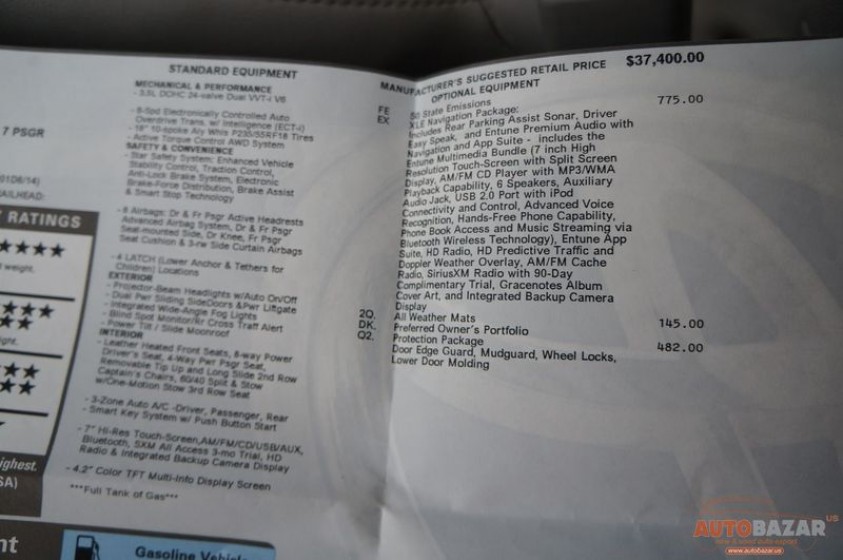 7 PSGR
01D8/14)
RAILHEAD:
RATINGS
★★★★
weight.
★★★
★★
★★★
★★
ighest.
SA)
nt
STANDARD EQUIPMENT
MECHANICAL & PERFORMANCE
- 3.5L DOHC 24-valve Dual VVT-i V6
- 6-Spd Electronically Controlled Auto
Overdrive Trans. w/ Intelligence (ECT-i)
- 18" 10-spoke Aly Whls P235/55RF18 Tires
- Active Torque Control AWD System
SAFETY & CONVENIENCE
- Star Safety System: Enhanced Vehicle
Stability Control, Traction Control,
Anti-Lock Brake System, Electronic
Brake-Force Distribution, Brake Assist
& Smart Stop Technology
- 6 Airbags: Dr & Fr Psgr Active Headrests
Advanced Airbag System, Dr & Fr Psgr
Seat-mounted Side, Dr Knee, Fr Psgr
Seat Cushion & 3-rw Side Curtain Airbags
- 4 LATCH (Lower Anchor & Tethers for
Children) Locations
EXTERIOR
- Projector-Beam Headlights w/Auto On/Off
- Dual Pwr Sliding SideDoors &Pwr Liftgate
- Integrated Wide-Angle Fog Lights
- Blind Spot Monitor/Rr Cross Traff Alert
- Power Tilt / Slide Moonroof
INTERIOR
- Leather Heated Front Seats, 8-way Power
Driver's Seat, 4-Way Pwr Psgr Seat,
Removable Tip Up and Long Slide 2nd Row
Captain's Chairs, 60/40 Split & Stow
w/One-Motion Stow 3rd Row Seat
- 3-Zone Auto A/C -Driver, Passenger, Rear
- Smart Key System w/ Push Button Start
- 7" Hi-Res Touch-Screen,AM/FM/CD/USB/AUX,
Bluetooth, SXM All Access 3-mo Trial, HD
Radio & Integrated Backup Camera Display
- 4.2" Color TFT Multi-Info Display Screen
***Full Tank of Gas***
Gasoline Vehicle
MANUFACTURER'S SUGGESTED RETAIL PRICE $37,400.00
OPTIONAL EQUIPMENT
FE 50 State Emissions
EX XLE Navigation Package: 775.00
Includes Rear Parking Assist Sonar, Driver
Easy Speak, and Entune Premium Audio with
Navigation and App Suite - includes the
Entune Multimedia Bundle (7 inch High
Resolution Touch-Screen with Split Screen
Display, AM/FM CD Player with MP3/WMA
Playback Capability, 6 Speakers, Auxiliary
Audio Jack, USB 2.0 Port with iPod
Connectivity and Control, Advanced Voice
Recognition, Hands-Free Phone Capability,
Phone Book Access and Music Streaming via
Bluetooth Wireless Technology), Entune App
Suite, HD Radio, HD Predictive Traffic and
Doppler Weather Overlay, AM/FM Cache
Radio, SiriusXM Radio with 90-Day
Complimentary Trial, Gracenotes Album
Cover Art, and Integrated Backup Camera
Display
2Q. All Weather Mats 145.00
DK. Preferred Owner's Portfolio
Q2. Protection Package 482.00
Door Edge Guard, Mudguard, Wheel Locks,
Lower Door Molding
AUTOBAZAR US
www.autobazar.us